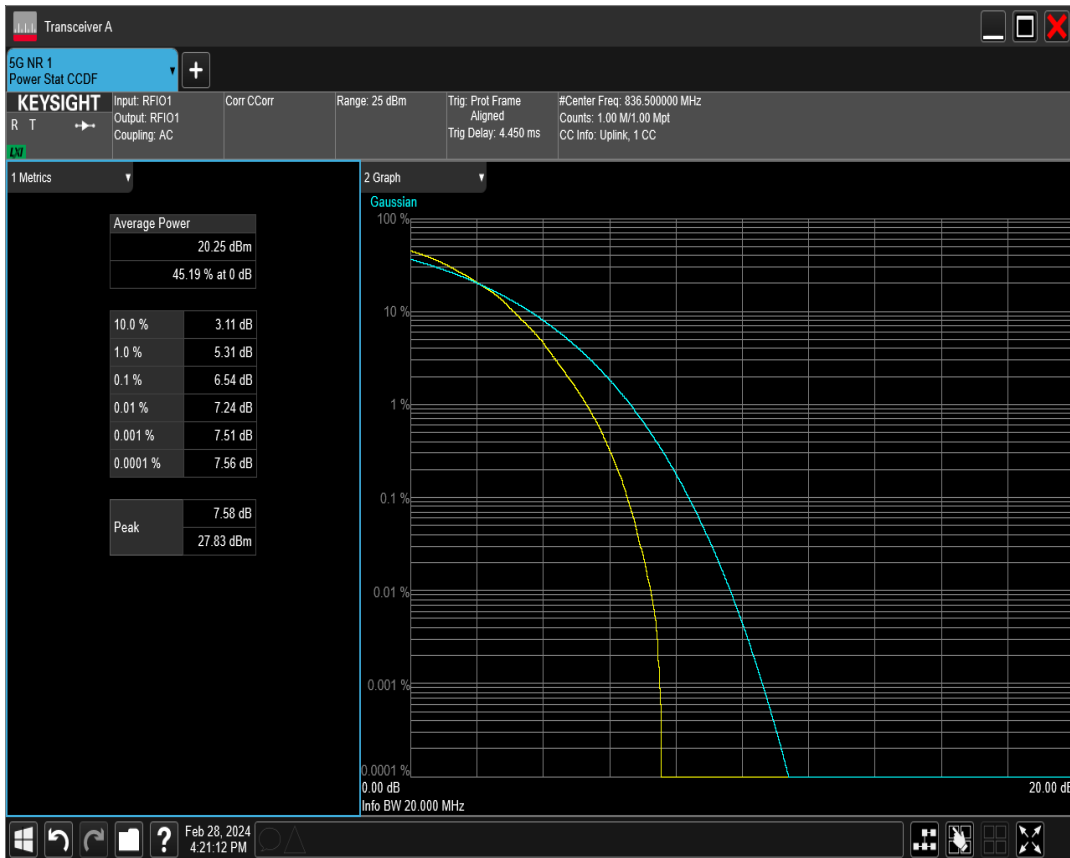 Transceiver A
5G NR 1
Power Stat CCDF
+
KEYSIGHT
R T
LXI
Input: RFIO1
Output: RFIO1
Coupling: AC
Corr CCorr
Range: 25 dBm
Trig: Prot Frame
Aligned
Trig Delay: 4.450 ms
#Center Freq: 836.500000 MHz
Counts: 1.00 M/1.00 Mpt
CC Info: Uplink, 1 CC
1 Metrics
Average Power
20.25 dBm
45.19 % at 0 dB
10.0 % 3.11 dB
1.0 % 5.31 dB
0.1 % 6.54 dB
0.01 % 7.24 dB
0.001 % 7.51 dB
0.0001 % 7.56 dB
Peak 7.58 dB
27.83 dBm
2 Graph
Gaussian
100 %
10 %
1 %
0.1 %
0.01 %
0.001 %
0.0001 %
0.00 dB 20.00 dB
Info BW 20.000 MHz
?
Feb 28, 2024
4:21:12 PM